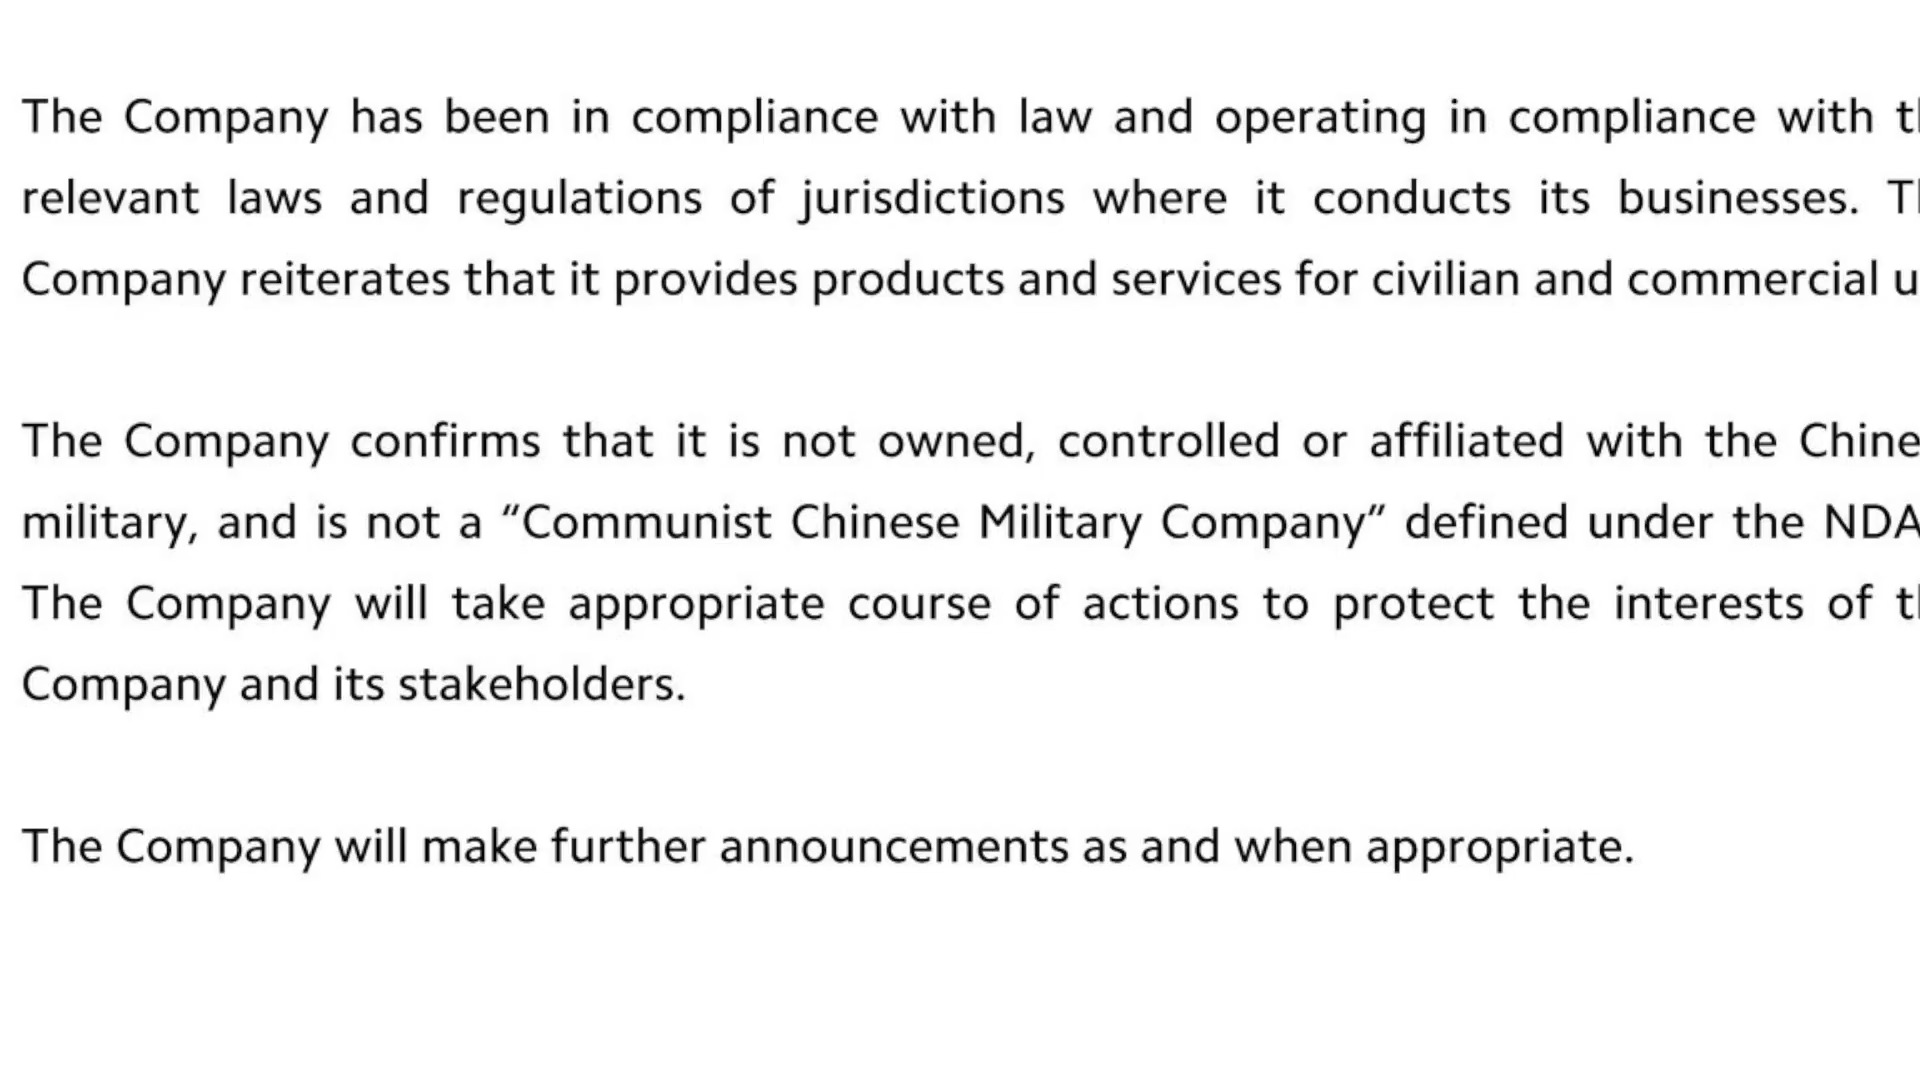 The Company has been in compliance with law and operating in compliance with
relevant laws and regulations of jurisdictions where it conducts its businesses.
Company reiterates that it provides products and services for civilian and commercial
The Company confirms that it is not owned, controlled or affiliated with the
military, and is not a “Communist Chinese Military Company” defined under the
The Company will take appropriate course of actions to protect the interests of
Company and its stakeholders.
The Company will make further announcements as and when appropriate.